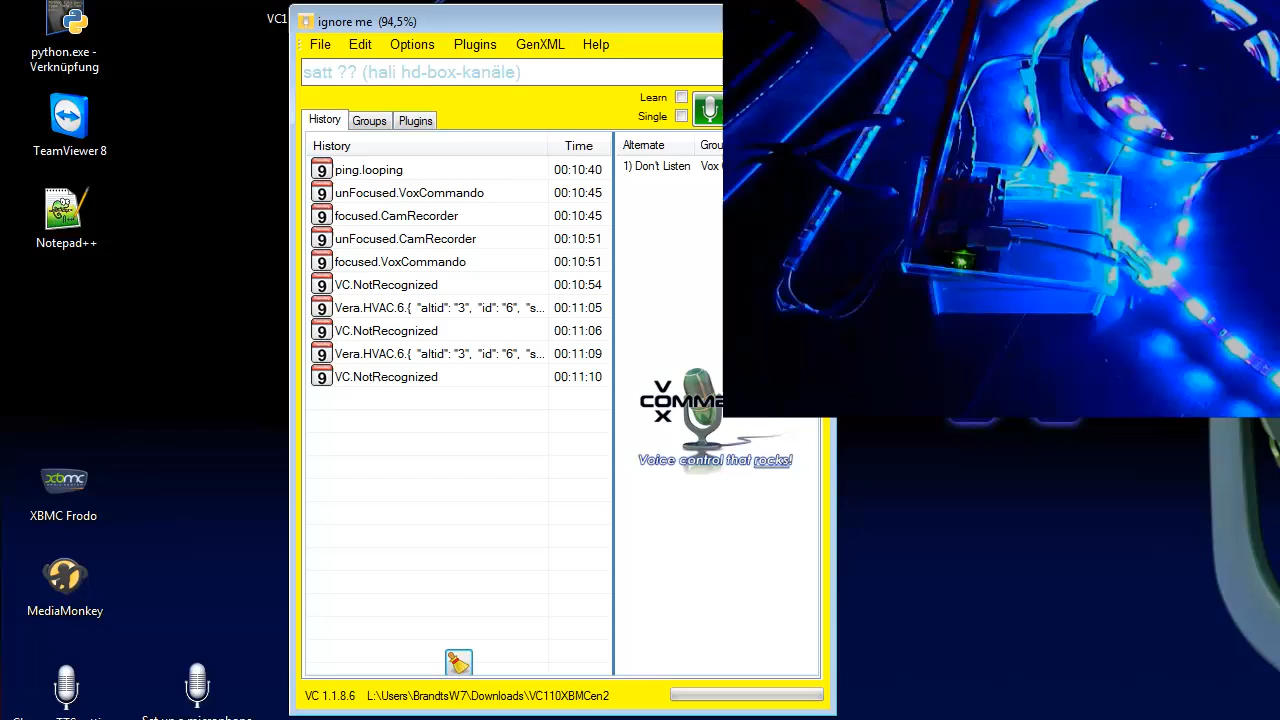 python.exe -
Verknüpfung
TeamViewer 8
Notepad++
XBMC Frodo
MediaMonkey
VC1
ignore me (94,5%)
File Edit Options Plugins GenXML Help
satt ?? (hali hd-box-kanäle)
Learn
Single
History Groups Plugins
History Time
ping.looping 00:10:40
unFocused.VoxCommando 00:10:45
focused.CamRecorder 00:10:45
unFocused.CamRecorder 00:10:51
focused.VoxCommando 00:10:51
VC.NotRecognized 00:10:54
Vera.HVAC.6.{ "altid": "3", "id": "6", "s... 00:11:05
VC.NotRecognized 00:11:06
Vera.HVAC.6.{ "altid": "3", "id": "6", "s... 00:11:09
VC.NotRecognized 00:11:10
Alternate Grou
1) Don't Listen Vox
VOX
COMMA
Voice control that rocks!
VC 1.1.8.6 L:\Users\BrandtsW7\Downloads\VC110XBMCen2